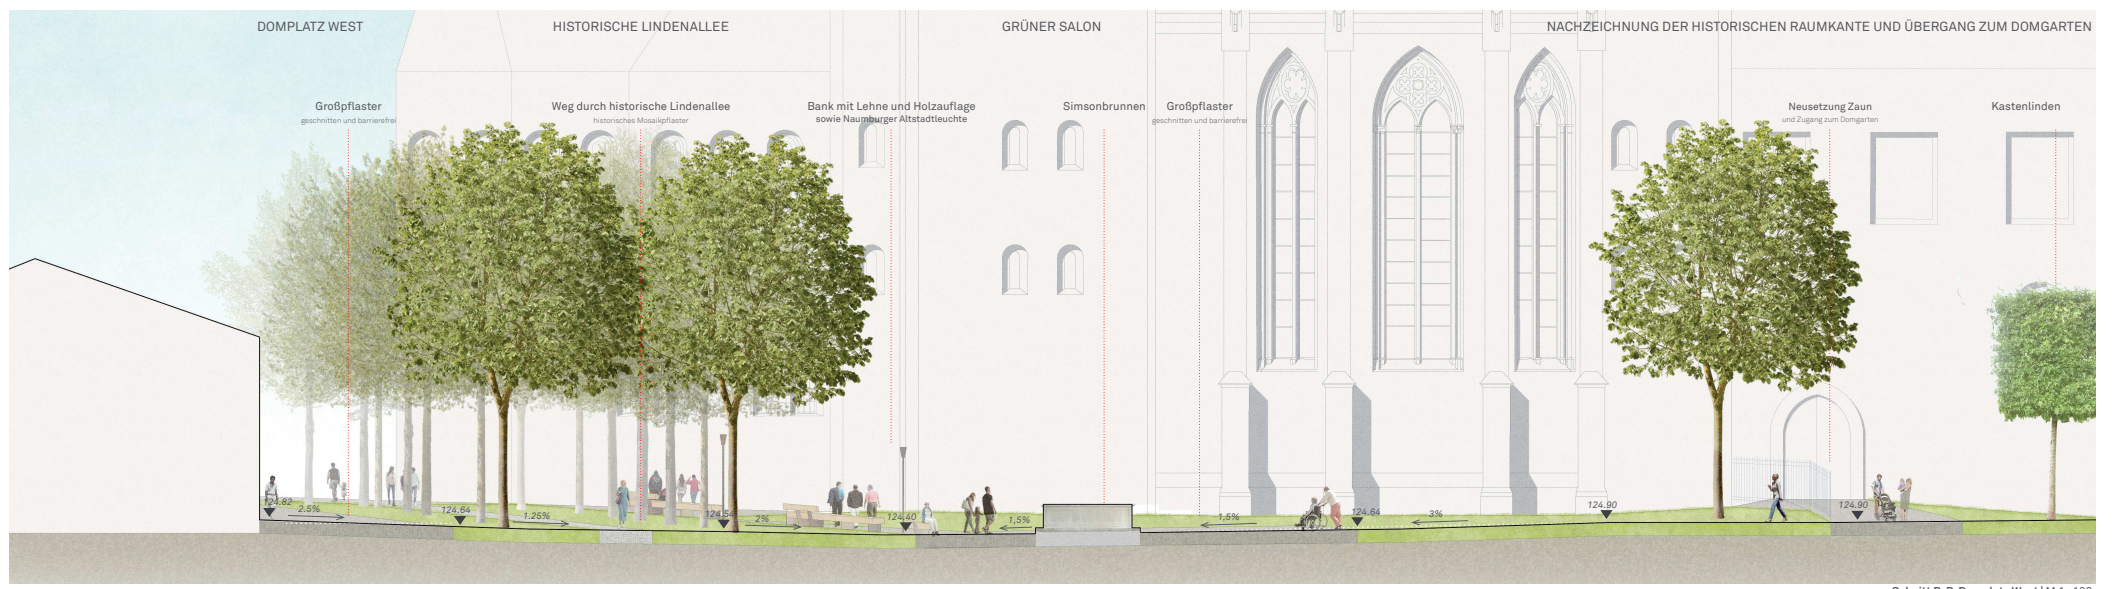 DOMPLATZ WEST
HISTORISCHE LINDENALLEE
GRÜNER SALON
NACHZEICHNUNG DER HISTORISCHEN RAUMKANTE UND ÜBERGANG ZUM DOMGARTEN
Großpflaster
geschnitten und barrierefrei
Weg durch historische Lindenallee
historisches Mosaikpflaster
Bank mit Lehne und Holzauflage
sowie Naumburger Altstadtleuchte
Simsonbrunnen
Großpflaster
geschnitten und barrierefrei
Neusetzung Zaun
und Zugang zum Domgarten
Kastenlinden
124.82
2.5%
124.64
1.25%
124.54
2%
124.40
1,5%
1,5%
124.64
3%
124.90
124.90